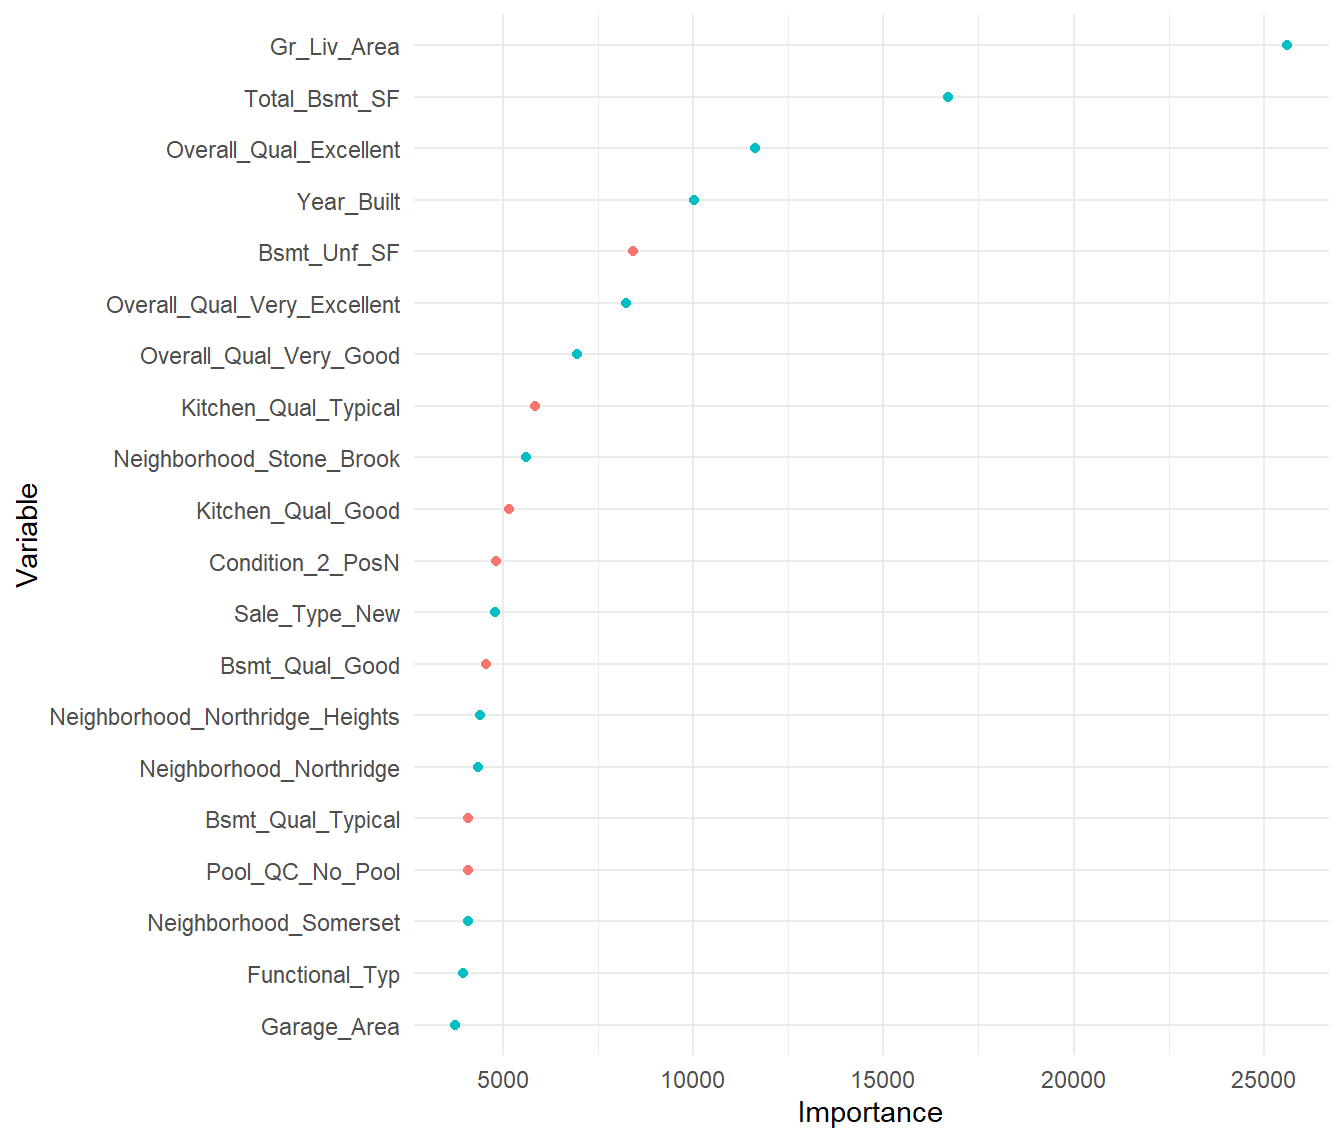 Gr_Liv_Area
Total_Bsmt_SF
Overall_Qual_Excellent
Year_Built
Bsmt_Unf_SF
Overall_Qual_Very_Excellent
Overall_Qual_Very_Good
Kitchen_Qual_Typical
Neighborhood_Stone_Brook
Kitchen_Qual_Good
Condition_2_PosN
Sale_Type_New
Bsmt_Qual_Good
Neighborhood_Northridge_Heights
Neighborhood_Northridge
Bsmt_Qual_Typical
Pool_QC_No_Pool
Neighborhood_Somerset
Functional_Typ
Garage_Area
Variable
5000 10000 15000 20000 25000
Importance